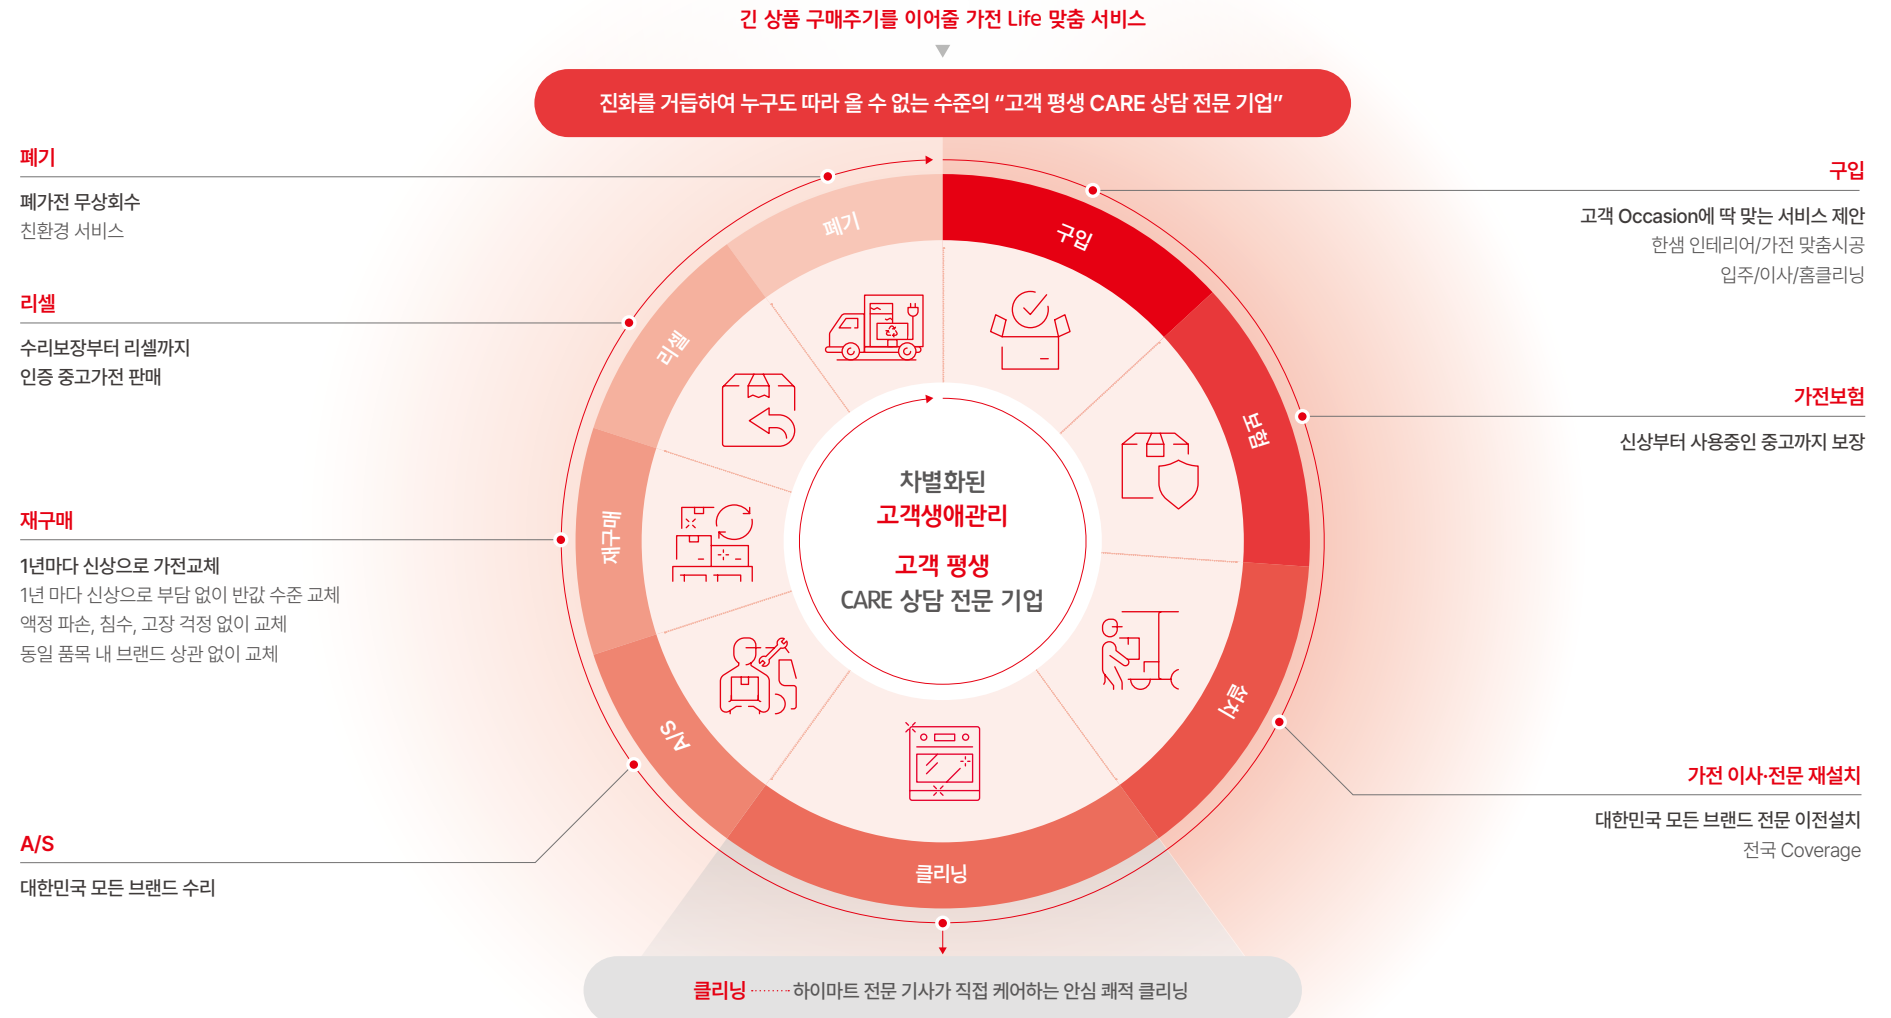 긴 상품 구매주기를 이어줄 가전 Life 맞춤 서비스
진화를 거듭하여 누구도 따라 올 수 없는 수준의 “고객 평생 CARE 상담 전문 기업”
폐기
폐가전 무상회수
친환경 서비스
리셀
수리보장부터 리셀까지
인증 중고가전 판매
재구매
1년마다 신상으로 가전교체
1년 마다 신상으로 부담 없이 반값 수준 교체
액정 파손, 침수, 고장 걱정 없이 교체
동일 품목 내 브랜드 상관 없이 교체
A/S
대한민국 모든 브랜드 수리
구입
보험
설치
클리닝
A/S
재구매
리셀
폐기
차별화된
고객생애관리
고객 평생
CARE 상담 전문 기업
구입
고객 Occasion에 딱 맞는 서비스 제안
한샘 인테리어/가전 맞춤시공
입주/이사/홈클리닝
가전보험
신상부터 사용중인 중고까지 보장
가전 이사·전문 재설치
대한민국 모든 브랜드 전문 이전설치
전국 Coverage
클리닝 ········ 하이마트 전문 기사가 직접 케어하는 안심 쾌적 클리닝